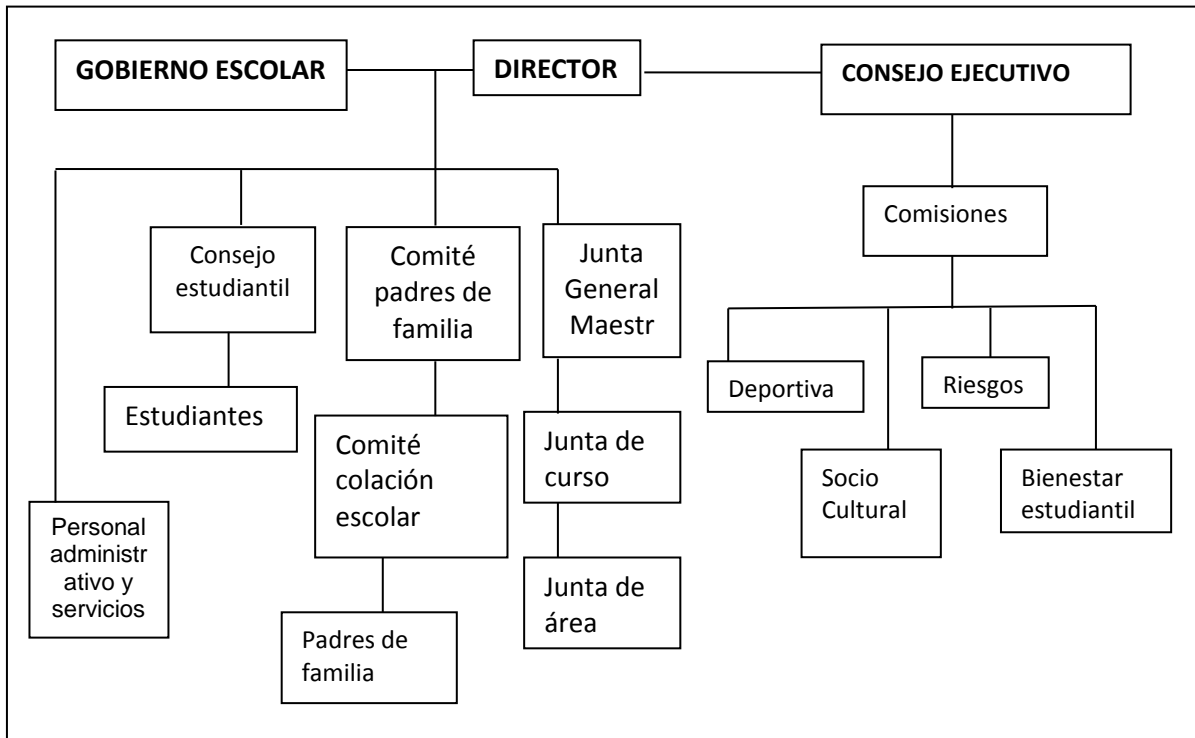 GOBIERNO ESCOLAR
DIRECTOR
CONSEJO EJECUTIVO
Comisiones
Consejo
estudiantil
Comité
padres de
familia
Junta
General
Maestr
Deportiva
Riesgos
Estudiantes
Comité
colación
escolar
Junta de
curso
Socio
Cultural
Bienestar
estudiantil
Personal
administr
ativo y
servicios
Junta de
área
Padres de
familia